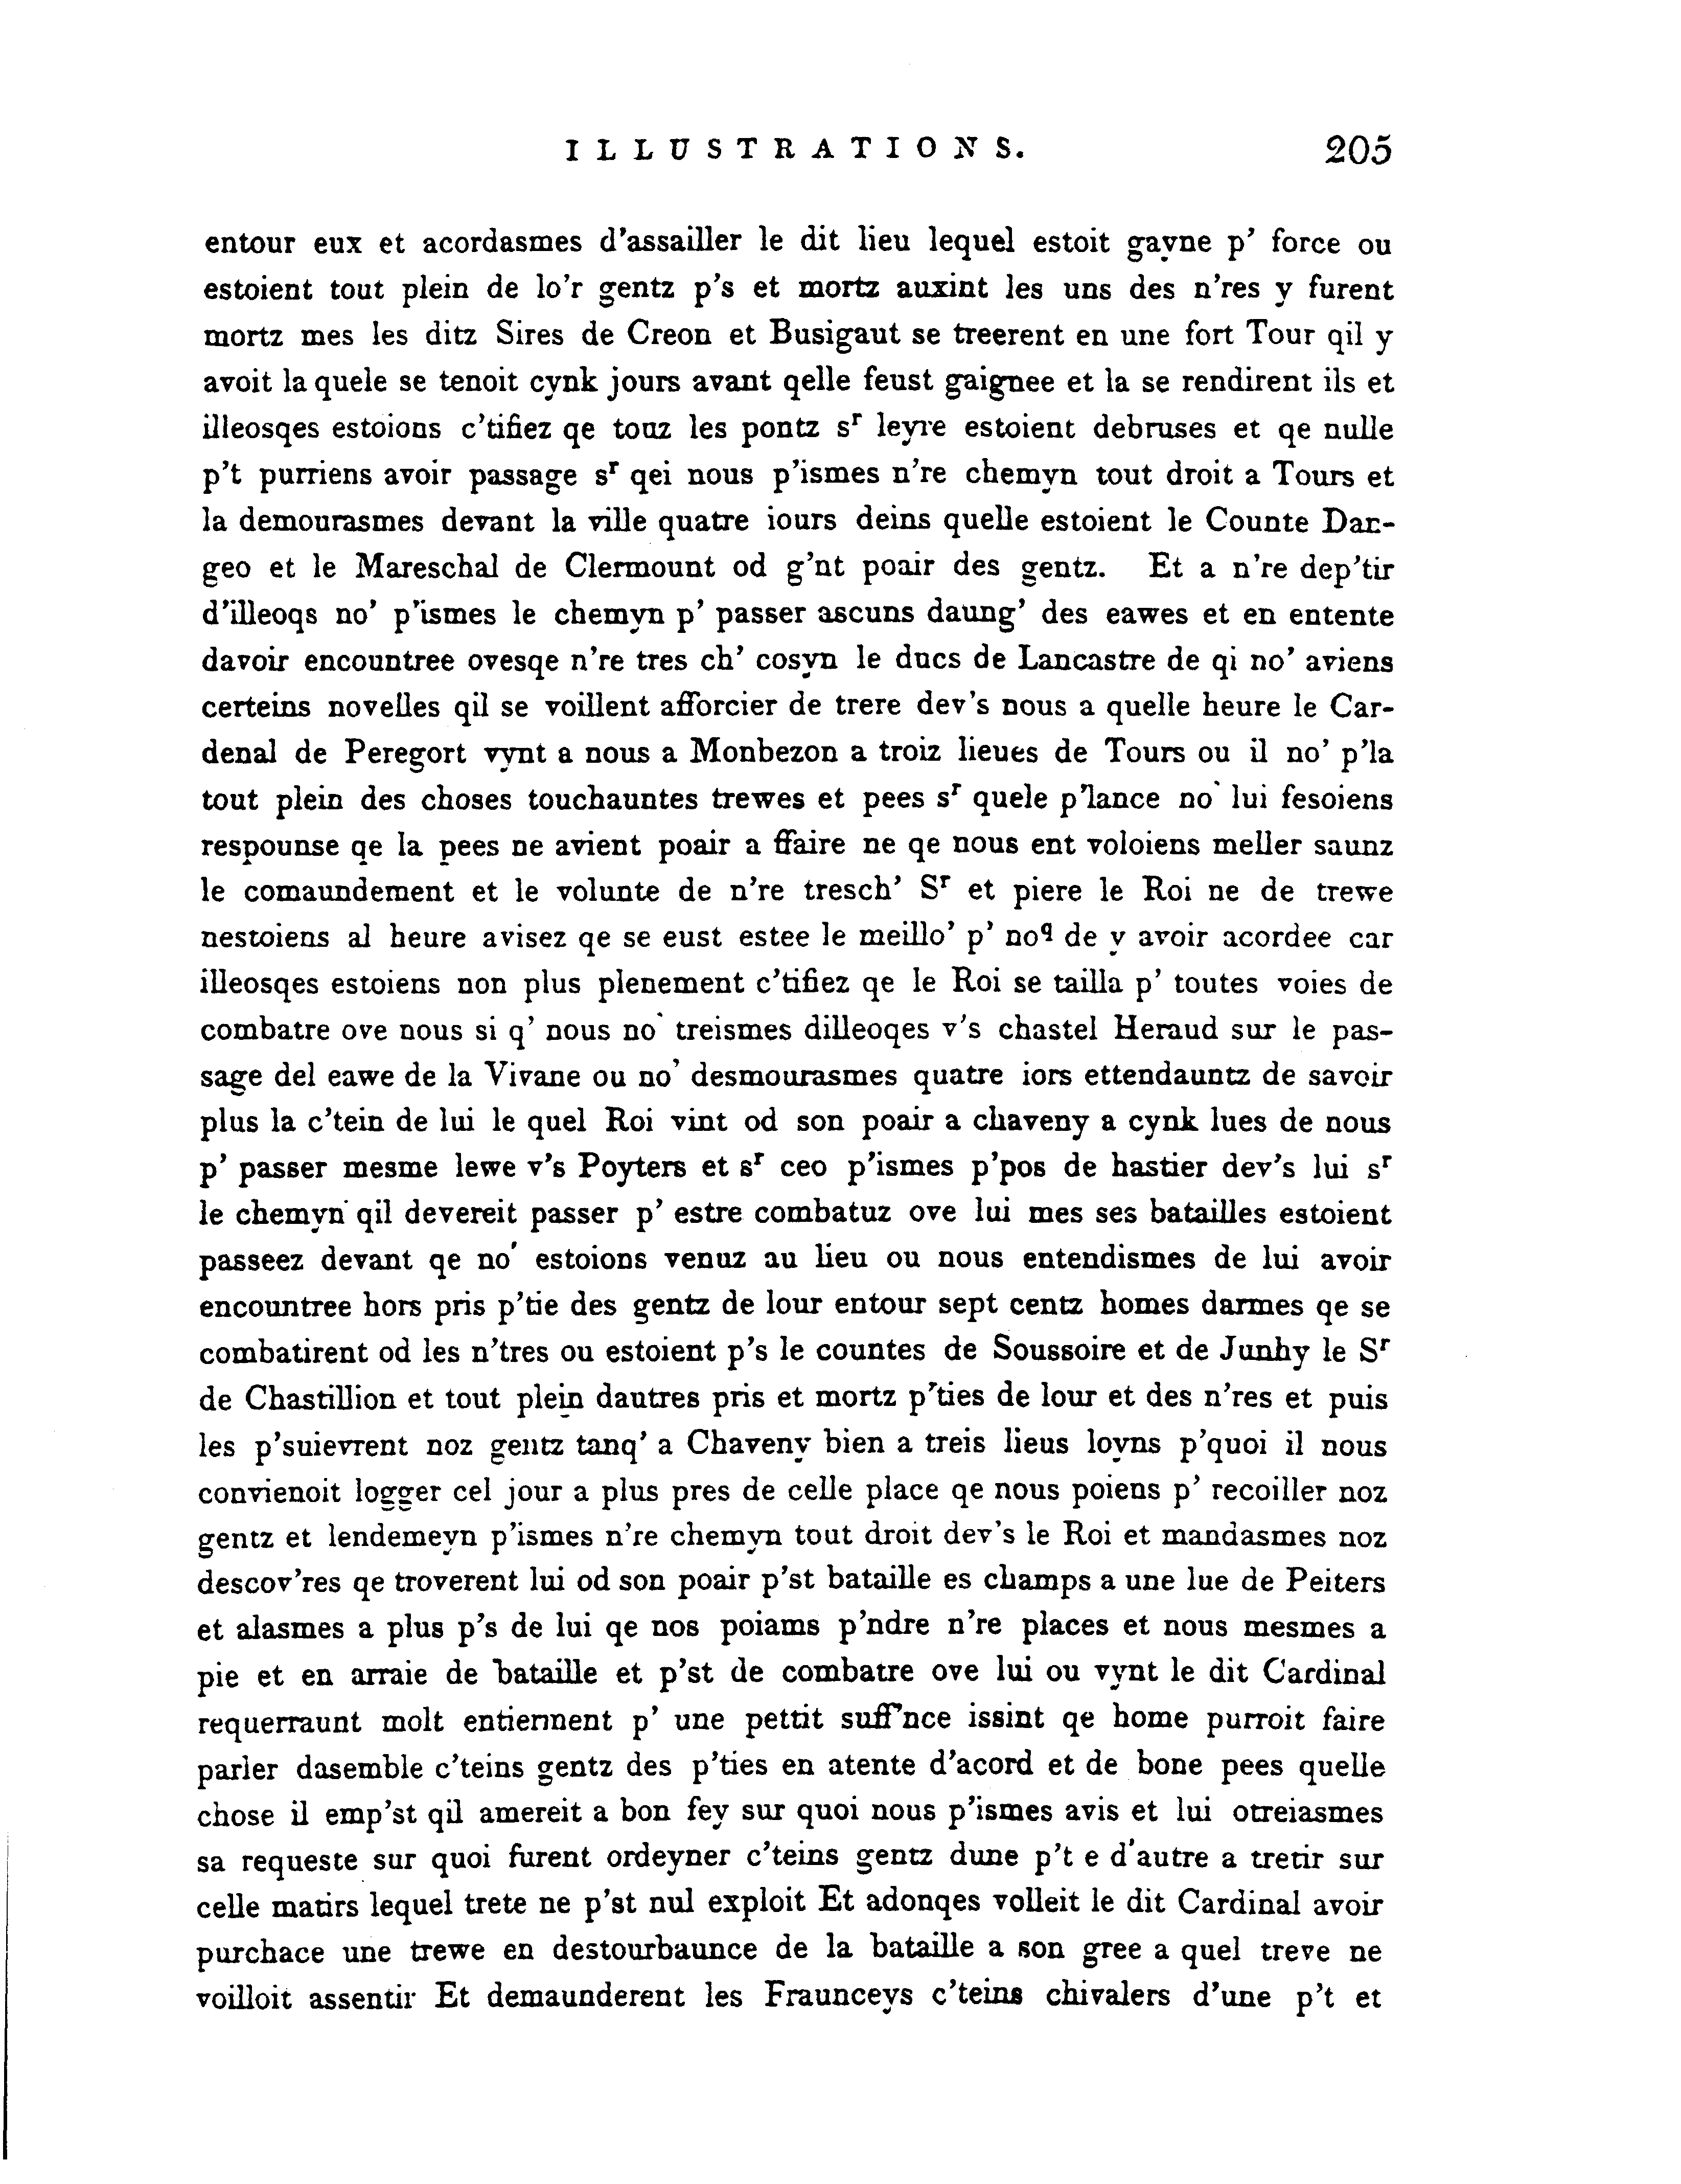 ILLUSTRATIONS. 205
entour eux et acordasmes d'assailler le dit lieu lequel estoit gayne p' force ou
estoient tout plein de lo'r gentz p's et mortz auxint les uns des n'res y furent
mortz mes les ditz Sires de Creon et Busigaut se treerent en une fort Tour qil y
avoit la quele se tenoit cynk jours avant qelle feust gaignee et la se rendirent ils et
illeosqes estoions c'tifiez qe touz les pontz sʳ leyre estoient debruses et qe nulle
p't purriens avoir passage sʳ qei nous p'ismes n're chemyn tout droit a Tours et
la demourasmes devant la ville quatre iours deins quelle estoient le Counte Dan-
geo et le Mareschal de Clermount od g'nt poair des gentz. Et a n're dep'tir
d'illeoqs no' p'ismes le chemyn p' passer ascuns daung' des eawes et en entente
davoir encountree ovesqe n're tres ch' cosyn le ducs de Lancastre de qi no' aviens
certeins novelles qil se voillent afforcier de trere dev's nous a quelle heure le Car-
denal de Peregort vynt a nous a Monbezon a troiz lieues de Tours ou il no' p'la
tout plein des choses touchauntes trewes et pees sʳ quele p'lance no' lui fesoiens
respounse qe la pees ne avient poair a ffaire ne qe nous ent voloiens meller saunz
le comaundement et le volunte de n're tresch' Sʳ et piere le Roi ne de trewe
nestoiens al heure avisez qe se eust estee le meillo' p' no𐞥 de y avoir acordee car
illeosqes estoiens non plus plenement c'tifiez qe le Roi se tailla p' toutes voies de
combatre ove nous si q' nous no' treismes dilleoqes v's chastel Heraud sur le pas-
sage del eawe de la Vivane ou no' desmourasmes quatre iors ettendauntz de savoir
plus la c'tein de lui le quel Roi vint od son poair a chaveny a cynk lues de nous
p' passer mesme lewe v's Poyters et sʳ ceo p'ismes p'pos de hastier dev's lui sʳ
le chemyn qil devereit passer p' estre combatuz ove lui mes ses batailles estoient
passeez devant qe no' estoions venuz au lieu ou nous entendismes de lui avoir
encountree hors pris p'tie des gentz de lour entour sept centz homes darmes qe se
combatirent od les n'tres ou estoient p's le countes de Soussoire et de Junhy le Sʳ
de Chastillion et tout plein dautres pris et mortz p'ties de lour et des n'res et puis
les p'suievrent noz gentz tanq' a Chaveny bien a treis lieus loyns p'quoi il nous
convienoit logger cel jour a plus pres de celle place qe nous poiens p' recoiller noz
gentz et lendemeyn p'ismes n're chemyn tout droit dev's le Roi et mandasmes noz
descov'res qe troverent lui od son poair p'st bataille es champs a une lue de Peiters
et alasmes a plus p's de lui qe nos poiams p'ndre n're places et nous mesmes a
pie et en arraie de bataille et p'st de combatre ove lui ou vynt le dit Cardinal
requerraunt molt entiennent p' une pettit suff'nce issint qe home purroit faire
parler dasemble c'teins gentz des p'ties en atente d'acord et de bone pees quelle
chose il emp'st qil amereit a bon fey sur quoi nous p'ismes avis et lui otreiasmes
sa requeste sur quoi furent ordeyner c'teins gentz dune p't e d'autre a tretir sur
celle matirs lequel trete ne p'st nul exploit Et adonqes volleit le dit Cardinal avoir
purchace une trewe en destourbaunce de la bataille a son gree a quel treve ne
voilloit assentir Et demaunderent les Fraunceys c'teins chivalers d'une p't et